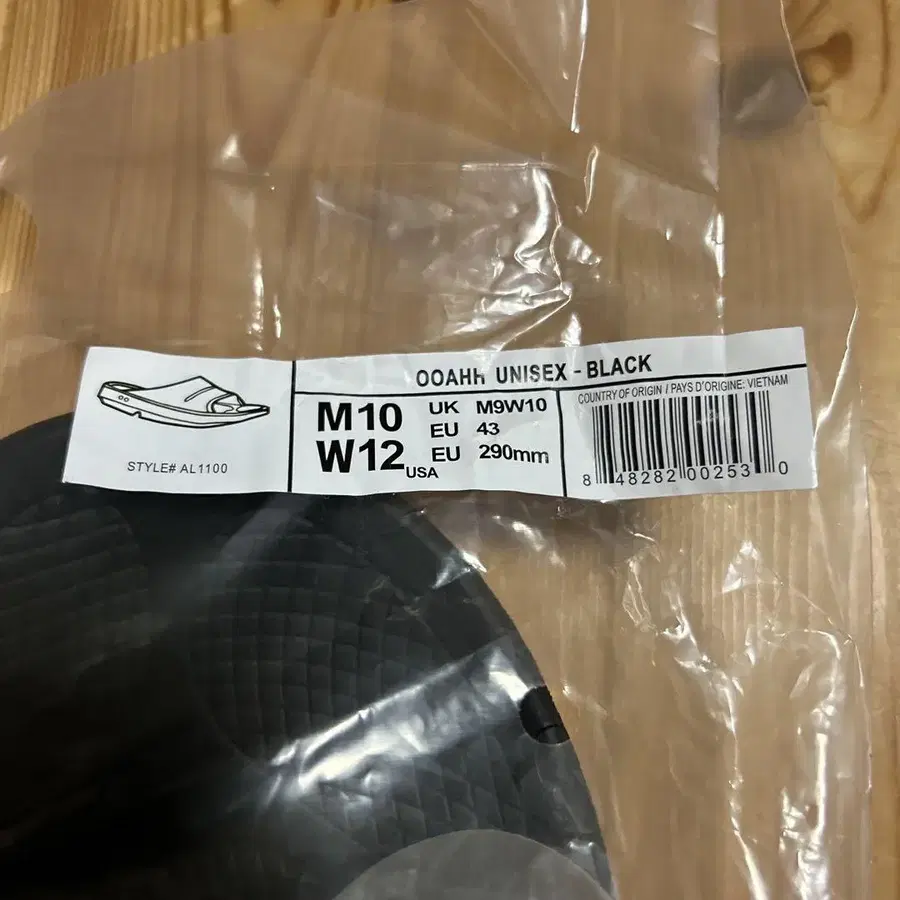 OOAHH UNISEX - BLACK
STYLE# AL1100
M10
W12 USA
UK M9W10
EU 43
EU 290mm
COUNTRY OF ORIGIN / PAYS D'ORIGINE: VIETNAM
8 48282 00253 0